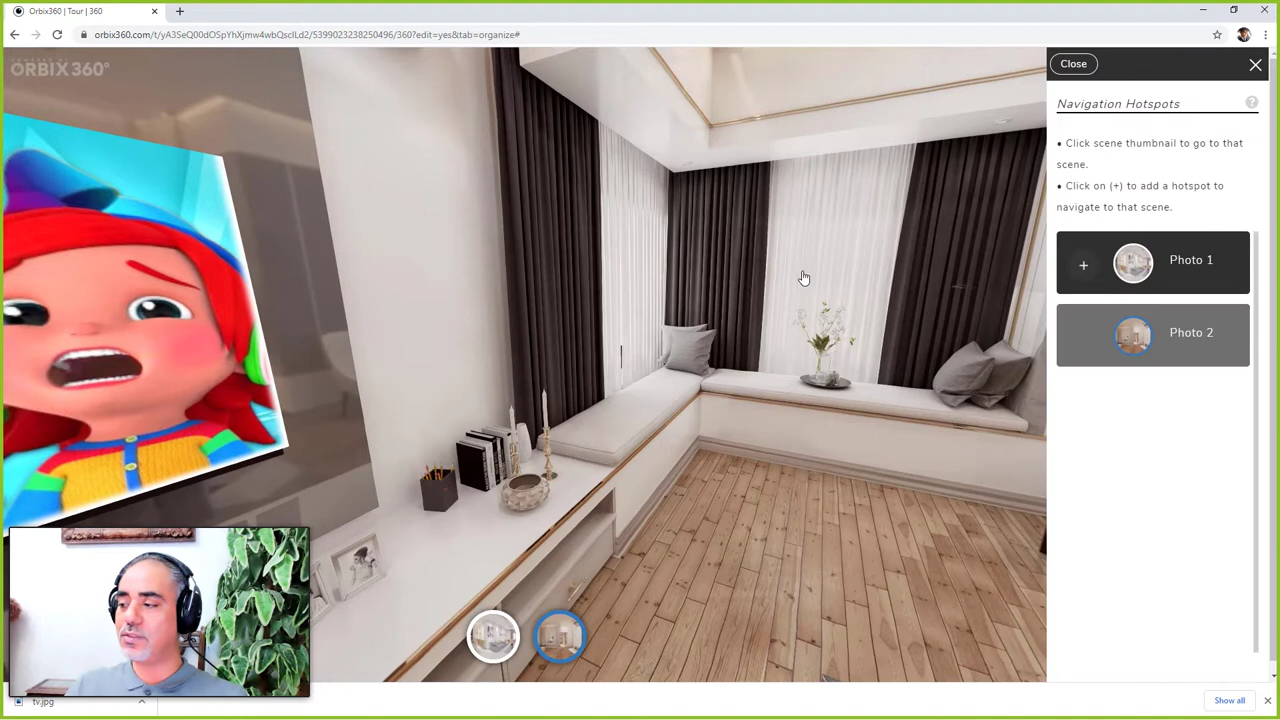 Orbix360 | Tour | 360
orbix360.com/t/yA3SeQ00dOSpYhXjmw4wbQscILd2/5399023238250496/360?edit=yes&tab=organize#
POWERED BY
ORBIX360°
Close
Navigation Hotspots
?
• Click scene thumbnail to go to that
scene.
• Click on (+) to add a hotspot to
navigate to that scene.
+
Photo 1
Photo 2
tv.jpg
Show all